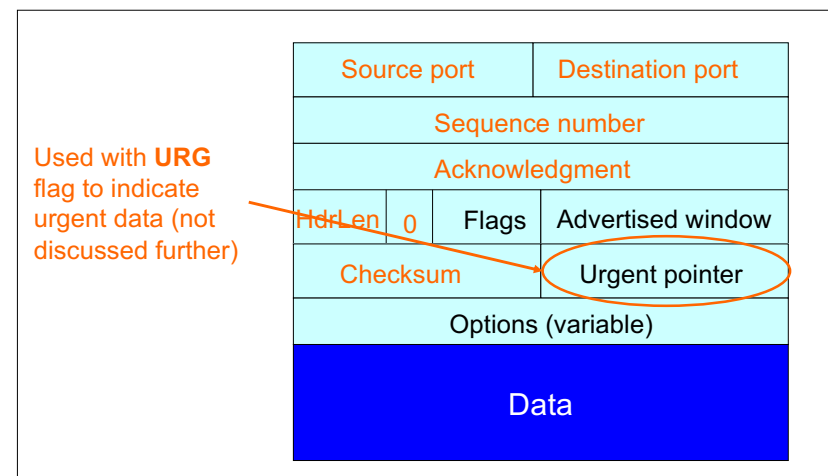 Source port
Destination port
Sequence number
Acknowledgment
HdrLen
0
Flags
Advertised window
Checksum
Urgent pointer
Options (variable)
Data
Used with URG
flag to indicate
urgent data (not
discussed further)